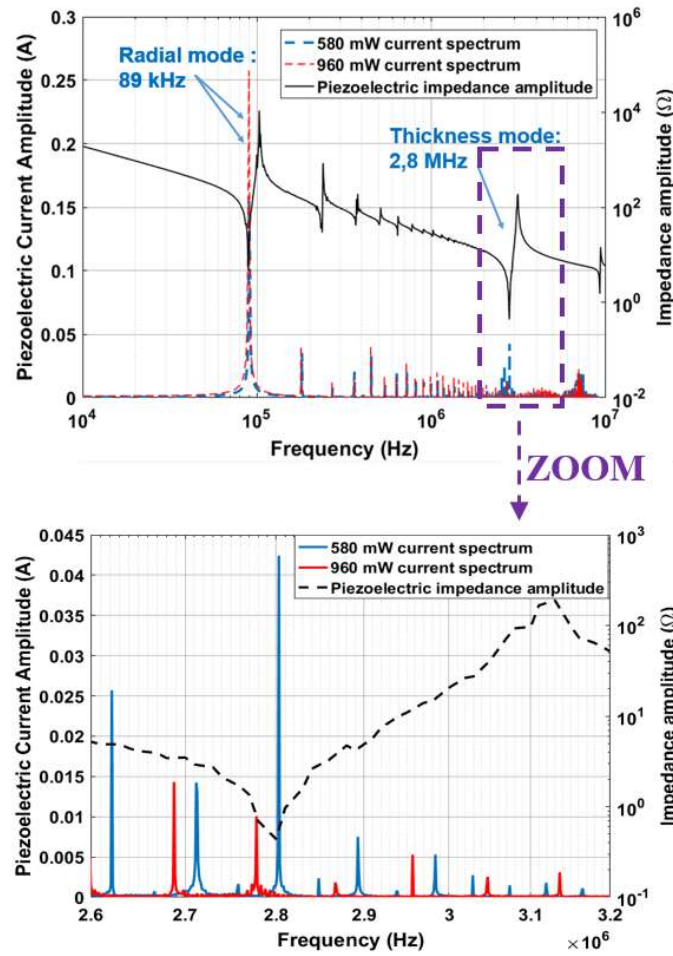 0.3
0.25
0.2
0.15
0.1
0.05
0
Piezoelectric Current Amplitude (A)
Radial mode :
89 kHz
580 mW current spectrum
960 mW current spectrum
Piezoelectric impedance amplitude
Thickness mode:
2,8 MHz
10^6
10^4
10^2
10^0
10^-2
Impedance amplitude (Ω)
10^4
10^5
10^6
10^7
Frequency (Hz)
ZOOM
0.045
0.04
0.035
0.03
0.025
0.02
0.015
0.01
0.005
0
Piezoelectric Current Amplitude (A)
580 mW current spectrum
960 mW current spectrum
Piezoelectric impedance amplitude
10^3
10^2
10^1
10^0
10^-1
Impedance amplitude (Ω)
2.6
2.7
2.8
2.9
3
3.1
3.2
Frequency (Hz)
×10^6